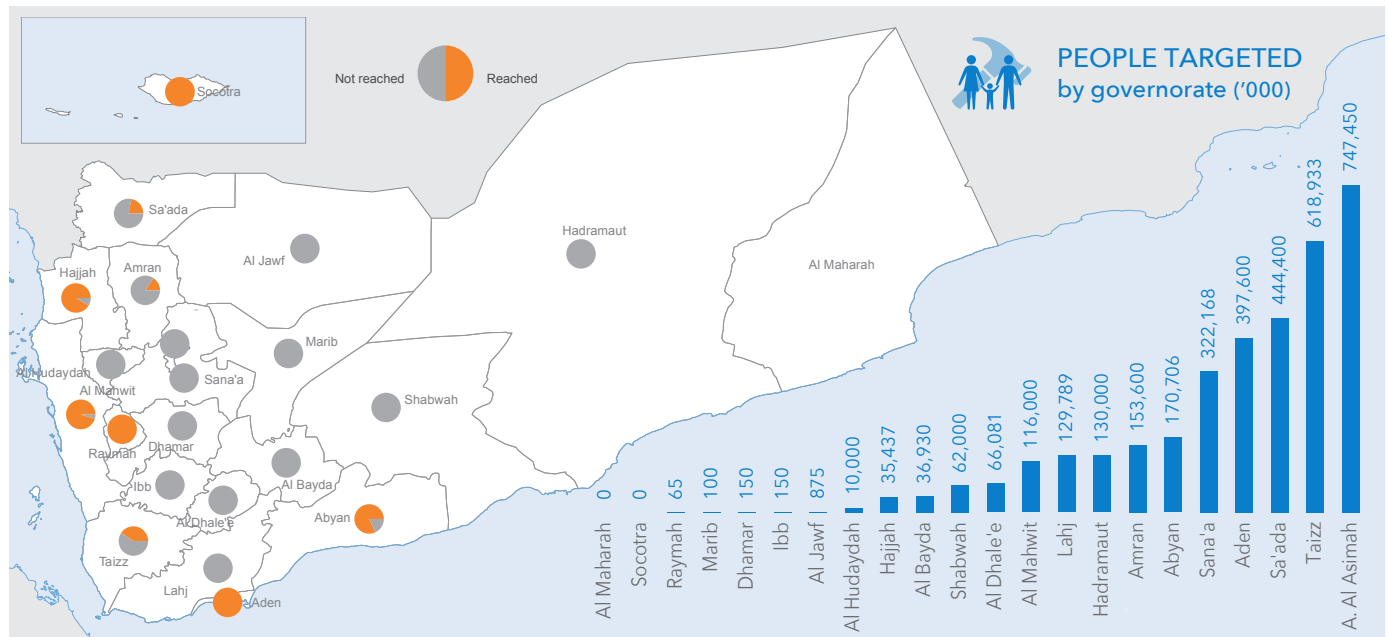 Not reached
Reached
PEOPLE TARGETED
by governorate ('000)
Socotra
Sa'ada
Al Jawf
Hadramaut
Al Maharah
Hajjah
Amran
Marib
Al Hudaydah
Sana'a
Al Mahwit
Shabwah
Raymah
Dhamar
Ibb
Al Bayda
Al Dhale'e
Abyan
Taizz
Lahj
Aden
0
0
65
100
150
150
875
10,000
35,437
36,930
62,000
66,081
116,000
129,789
130,000
153,600
170,706
322,168
397,600
444,400
618,933
747,450
Al Maharah
Socotra
Raymah
Marib
Dhamar
Ibb
Al Jawf
Al Hudaydah
Hajjah
Al Bayda
Shabwah
Al Dhale'e
Al Mahwit
Lahj
Hadramaut
Amran
Abyan
Sana'a
Aden
Sa'ada
Taizz
A. Al Asimah